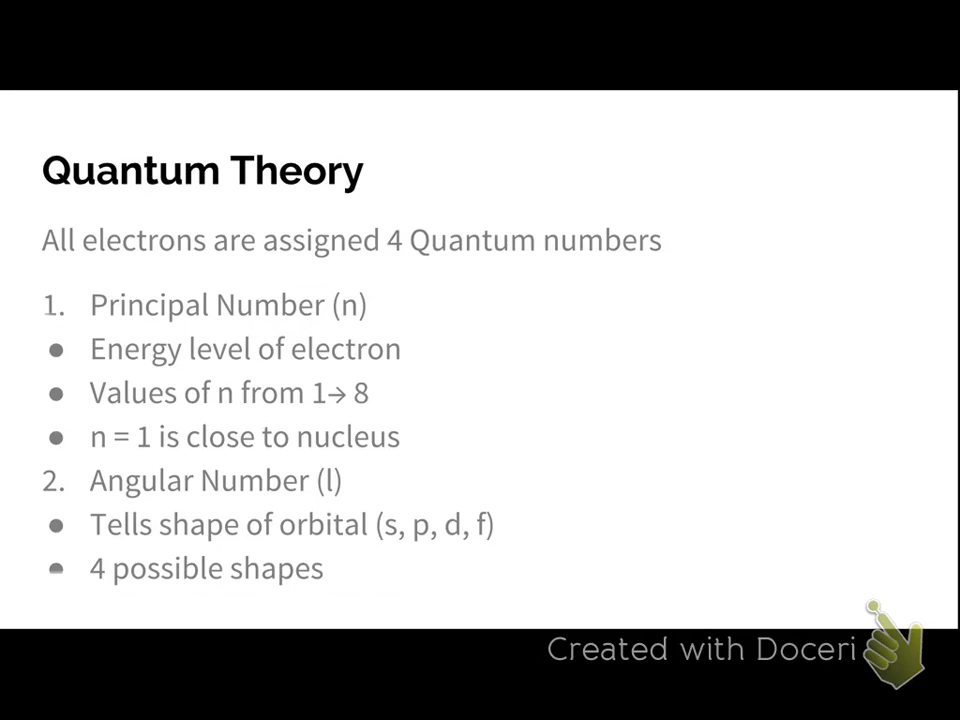 Quantum Theory
All electrons are assigned 4 Quantum numbers
1. Principal Number (n)
● Energy level of electron
● Values of n from 1→ 8
● n = 1 is close to nucleus
2. Angular Number (l)
● Tells shape of orbital (s, p, d, f)
● 4 possible shapes
Created with Doceri